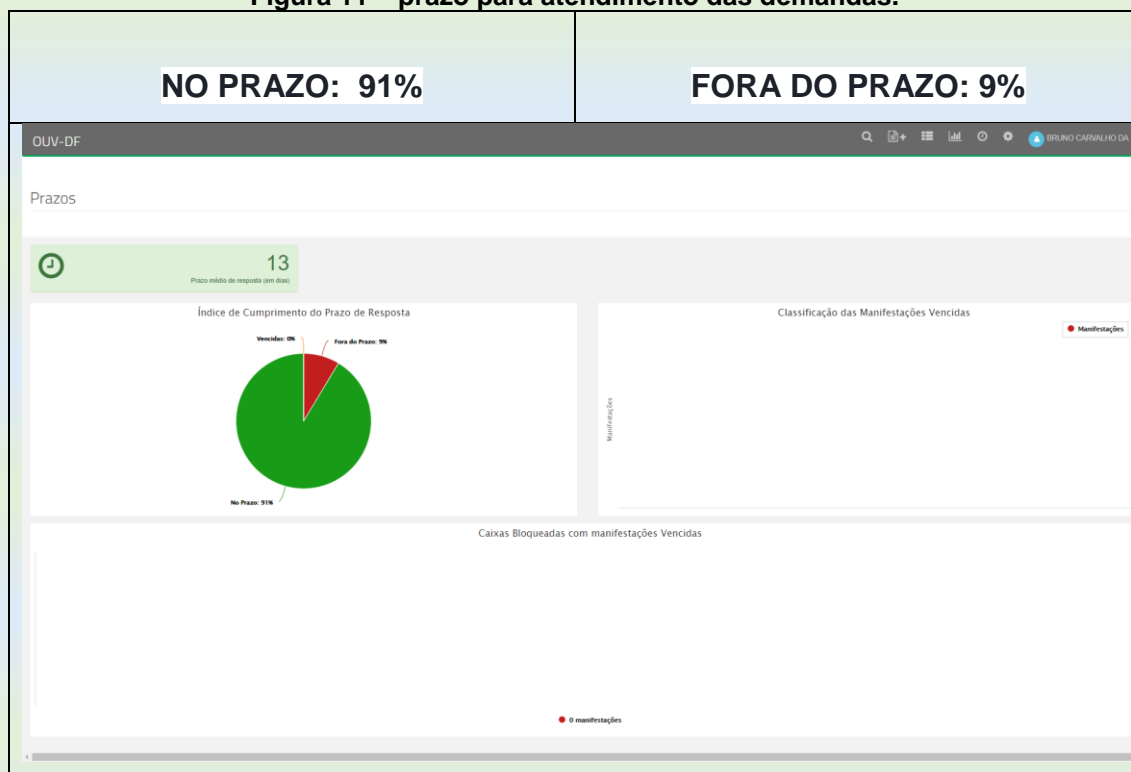 Figura 11 – prazo para atendimento das demandas.
NO PRAZO: 91%
FORA DO PRAZO: 9%
OUV-DF
BRUNO CARVALHO DA
Prazos
13
Prazo médio de resposta (em dias)
Índice de Cumprimento do Prazo de Resposta
Vencidas: 0%
Fora do Prazo: 9%
No Prazo: 91%
Classificação das Manifestações Vencidas
Manifestações
Manifestações
Caixas Bloqueadas com manifestações Vencidas
0 manifestações